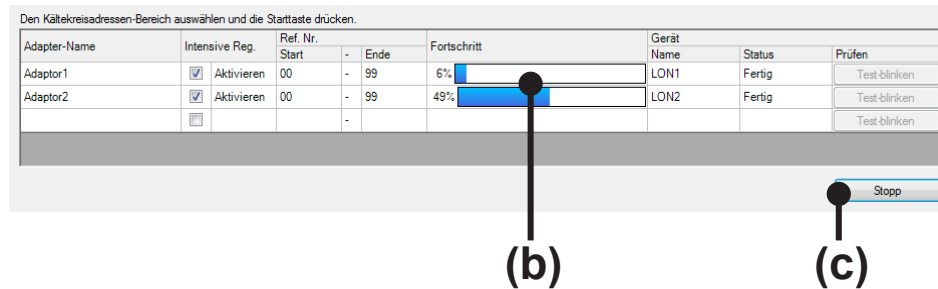 Den Kältekreisadressen-Bereich auswählen und die Starttaste drücken.
Adapter-Name Intensive Reg. Ref. Nr. Fortschritt Gerät
Start - Ende Name Status Prüfen
Adaptor1 Aktivieren 00 - 99 6% LON1 Fertig Test-blinken
Adaptor2 Aktivieren 00 - 99 49% LON2 Fertig Test-blinken
- Test-blinken
Stopp
(b) (c)